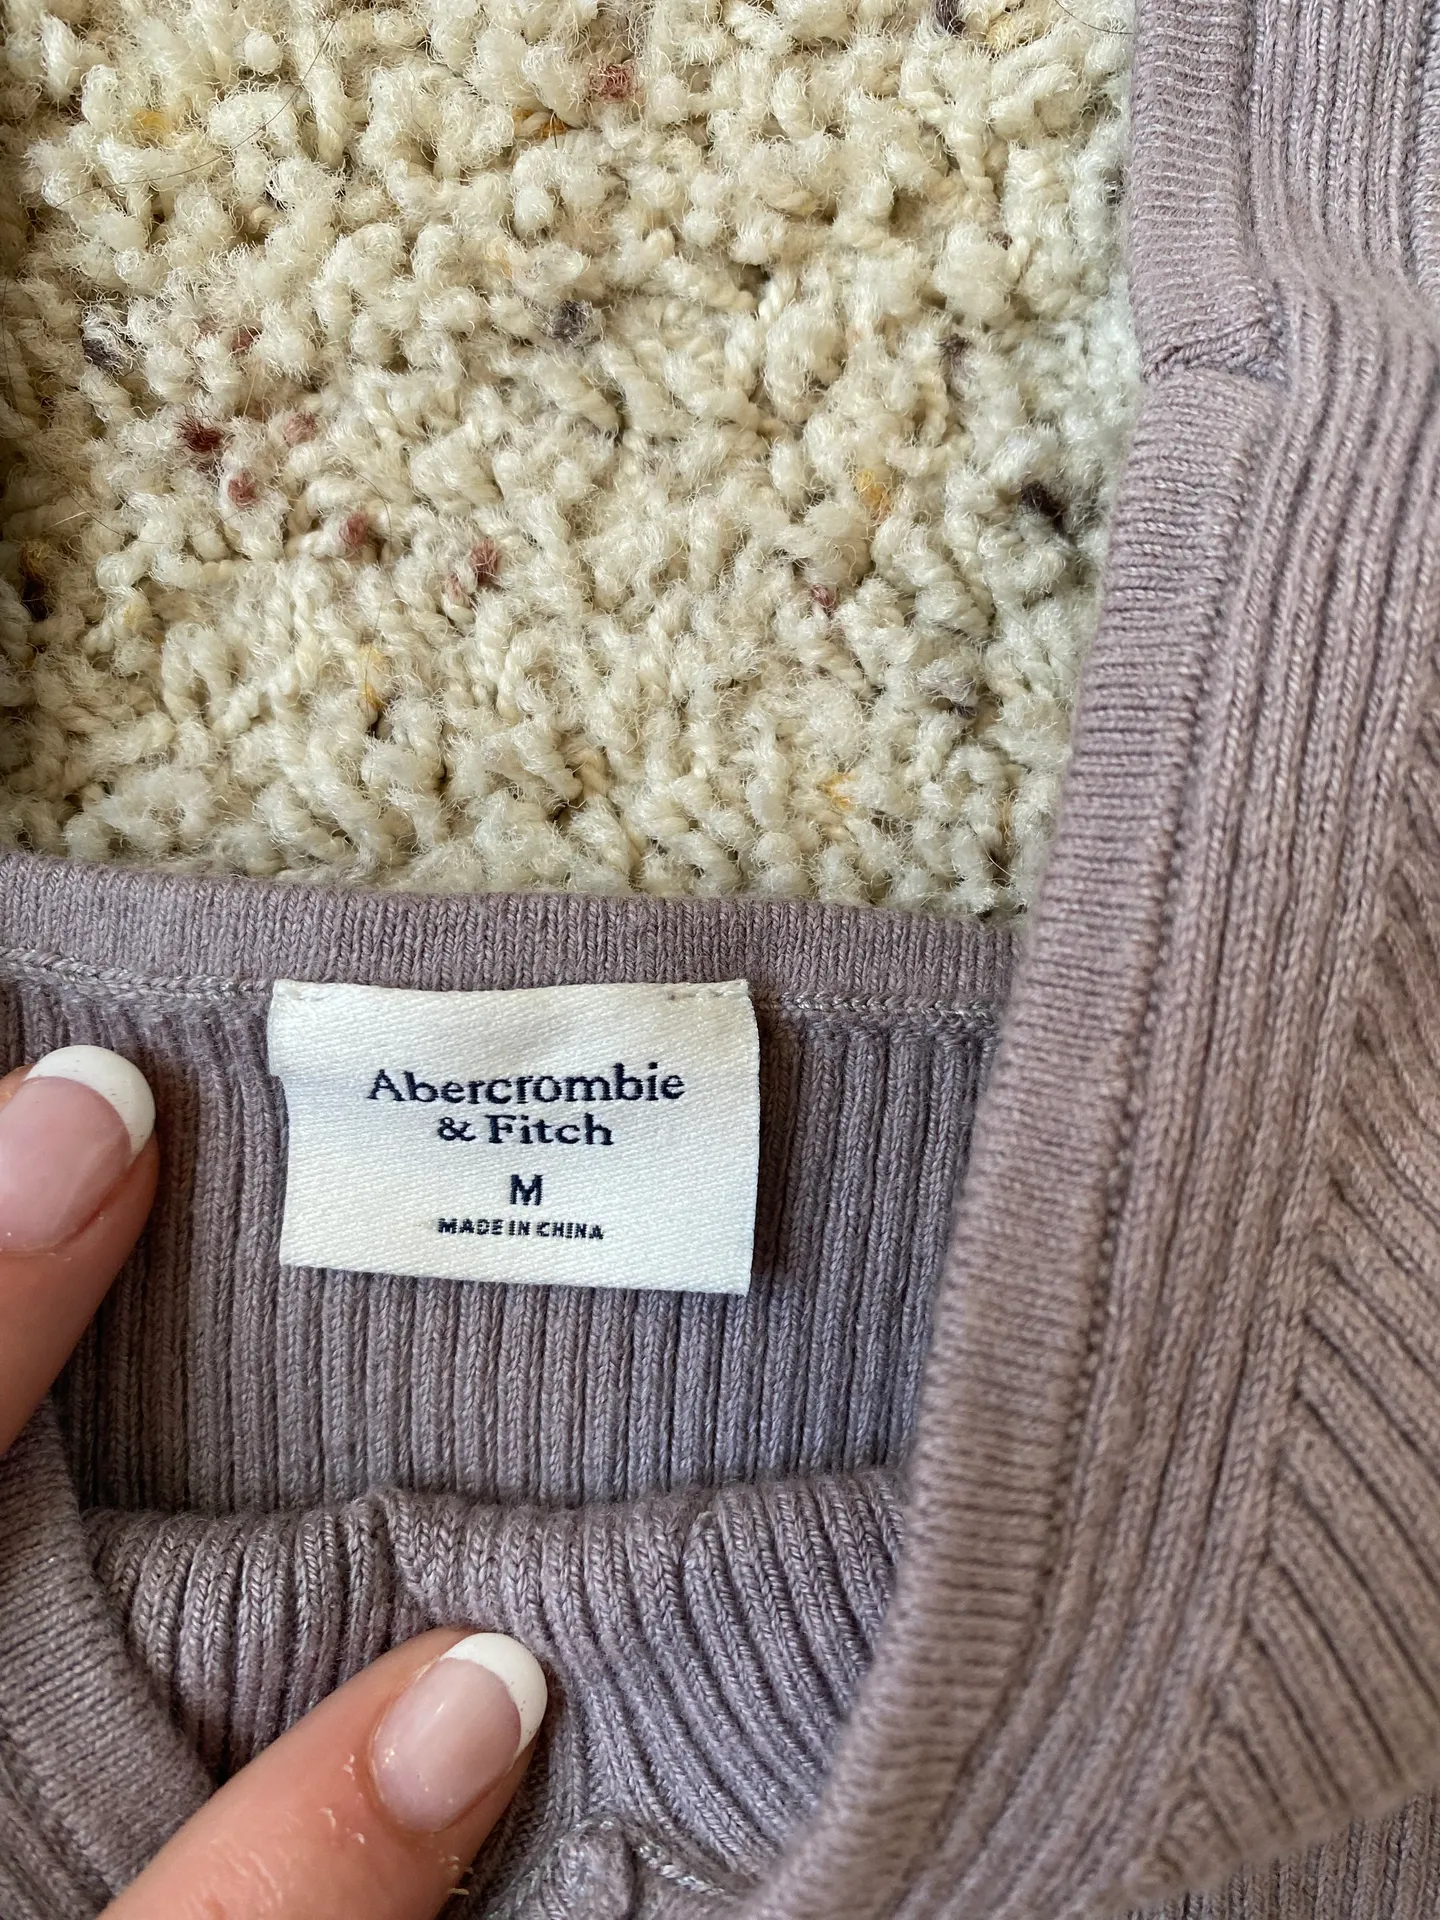 Abercrombie
& Fitch
M
MADE IN CHINA